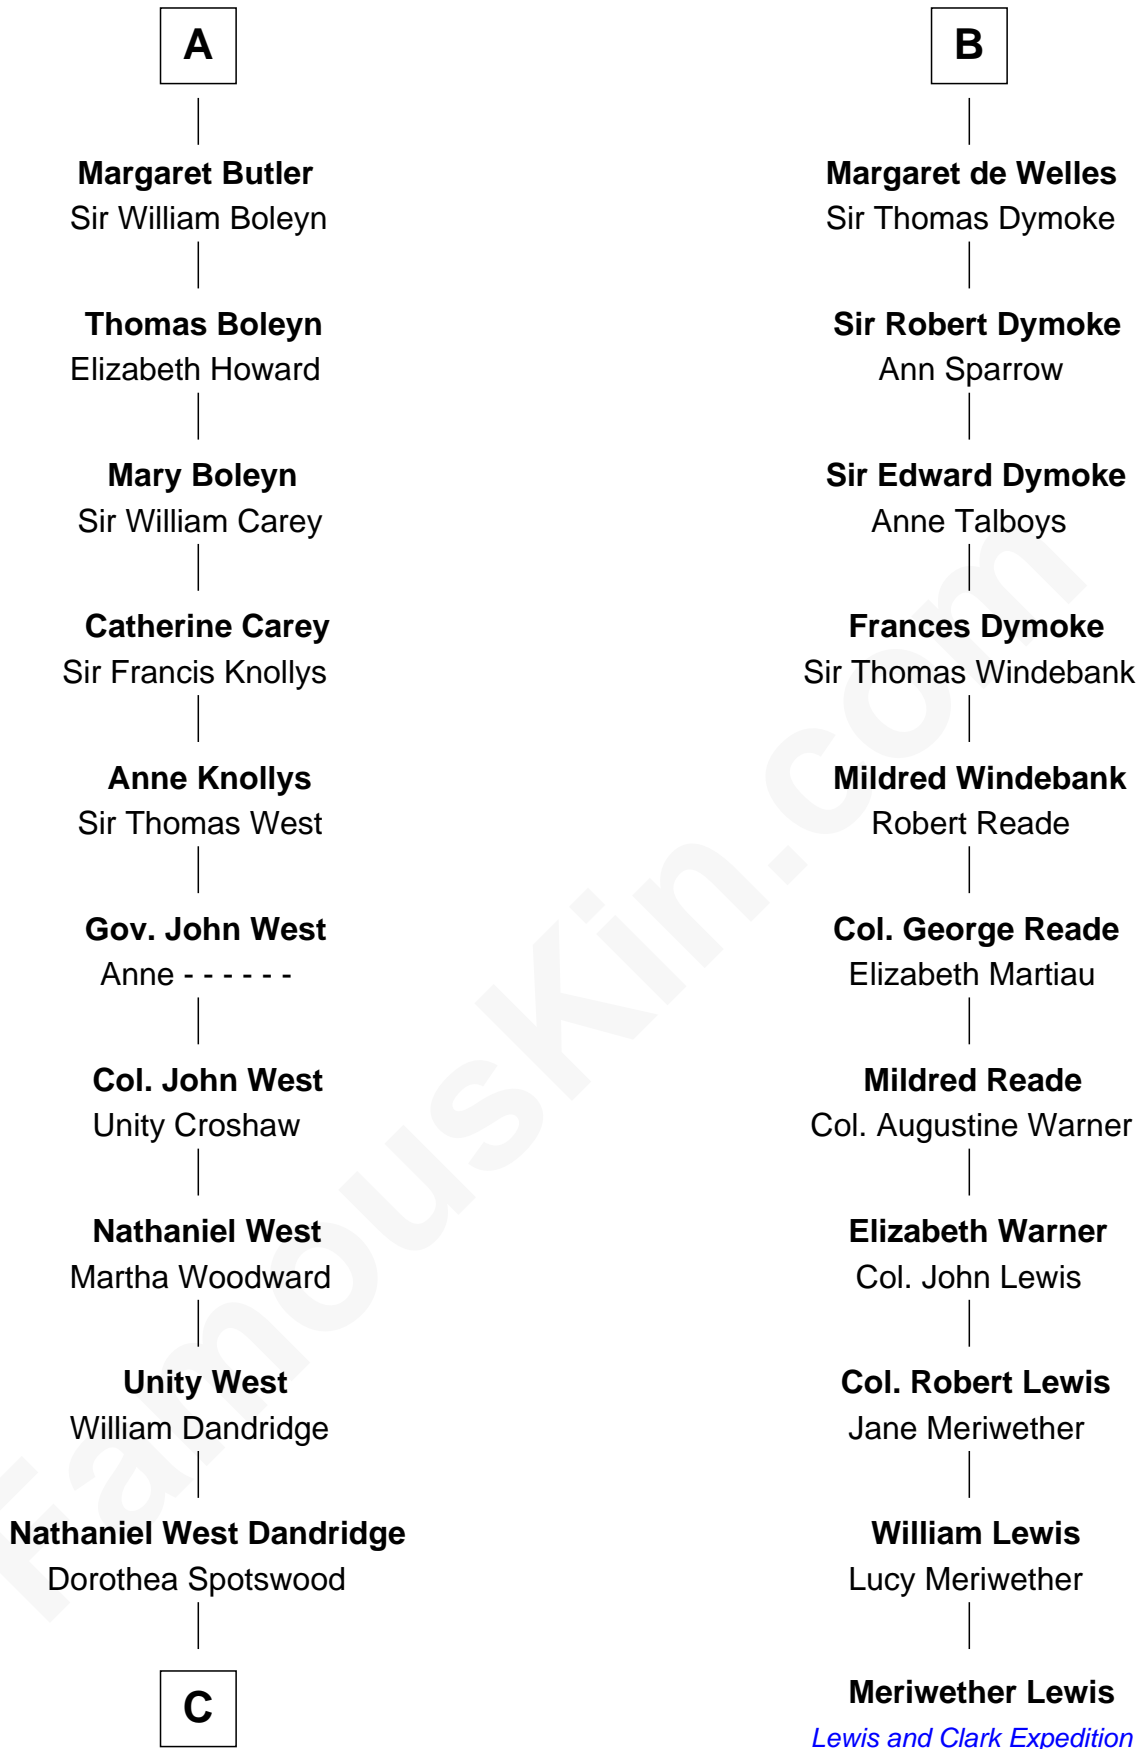 A
Margaret Butler
Sir William Boleyn
Thomas Boleyn
Elizabeth Howard
Mary Boleyn
Sir William Carey
Catherine Carey
Sir Francis Knollys
Anne Knollys
Sir Thomas West
Gov. John West
Anne - - - - - -
Col. John West
Unity Croshaw
Nathaniel West
Martha Woodward
Unity West
William Dandridge
Nathaniel West Dandridge
Dorothea Spotswood
C
B
Margaret de Welles
Sir Thomas Dymoke
Sir Robert Dymoke
Ann Sparrow
Sir Edward Dymoke
Anne Talboys
Frances Dymoke
Sir Thomas Windebank
Mildred Windebank
Robert Reade
Col. George Reade
Elizabeth Martiau
Mildred Reade
Col. Augustine Warner
Elizabeth Warner
Col. John Lewis
Col. Robert Lewis
Jane Meriwether
William Lewis
Lucy Meriwether
Meriwether Lewis
Lewis and Clark Expedition
FamousKin.com